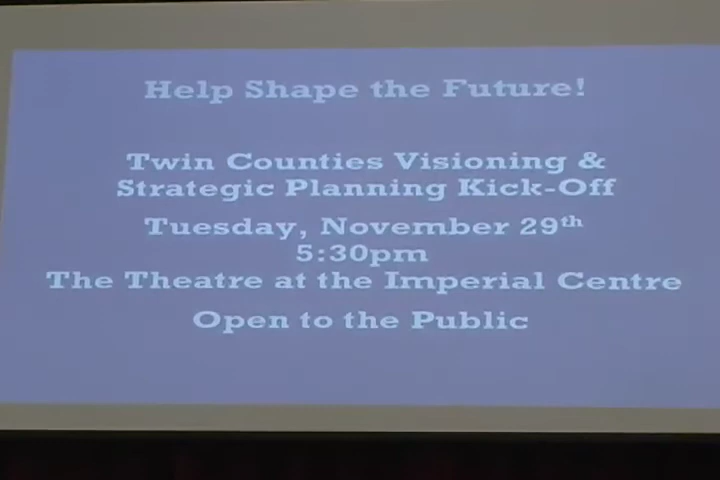 Help Shape the Future!
Twin Counties Visioning &
Strategic Planning Kick-Off
Tuesday, November 29th
5:30pm
The Theatre at the Imperial Centre
Open to the Public